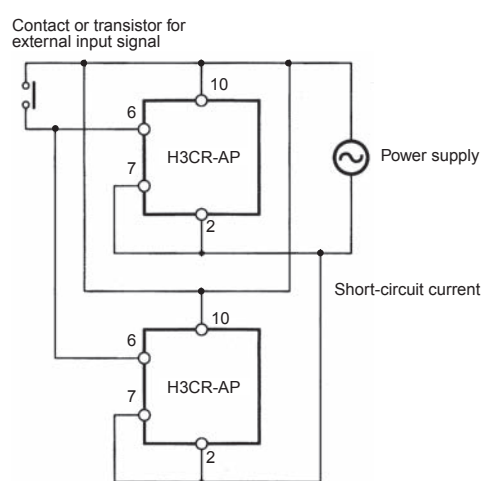 Contact or transistor for
external input signal
10
6
H3CR-AP
7
2
Power supply
Short-circuit current
10
6
H3CR-AP
7
2